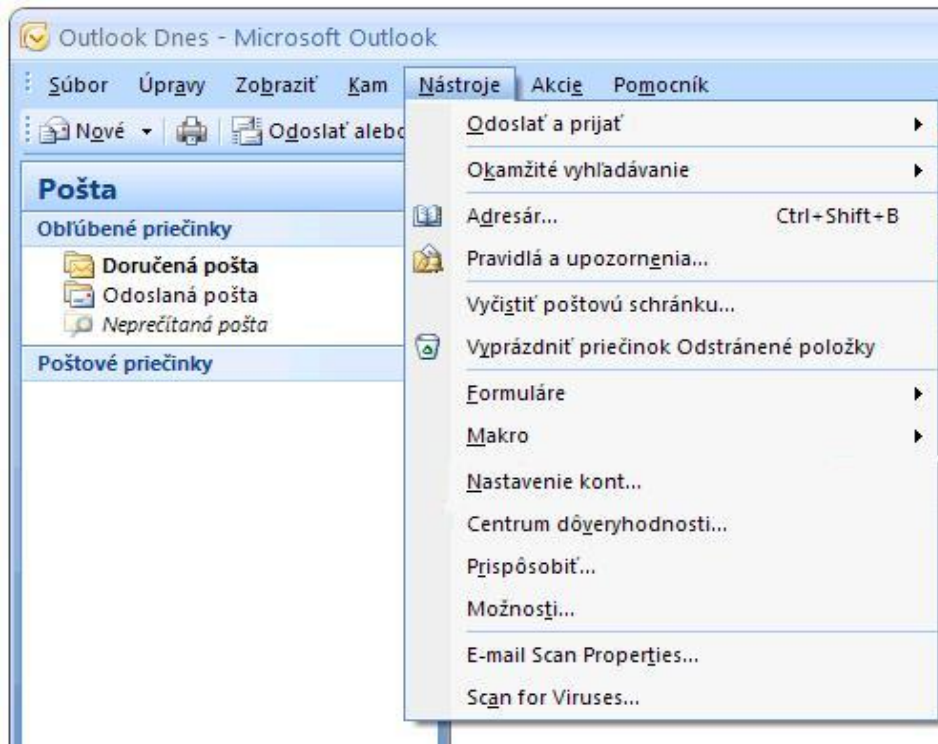 Outlook Dnes - Microsoft Outlook
Súbor Úpravy Zobraziť Kam Nástroje Akcie Pomocník
Nové Odoslať alebo
Pošta
Obľúbené priečinky
Doručená pošta
Odoslaná pošta
Neprečítaná pošta
Poštové priečinky
Odoslať a prijať
Okamžité vyhľadávanie
Adresár... Ctrl+Shift+B
Pravidlá a upozornenia...
Vyčistiť poštovú schránku...
Vyprázdniť priečinok Odstránené položky
Formuláre
Makro
Nastavenie kont...
Centrum dôveryhodnosti...
Prispôsobiť...
Možnosti...
E-mail Scan Properties...
Scan for Viruses...